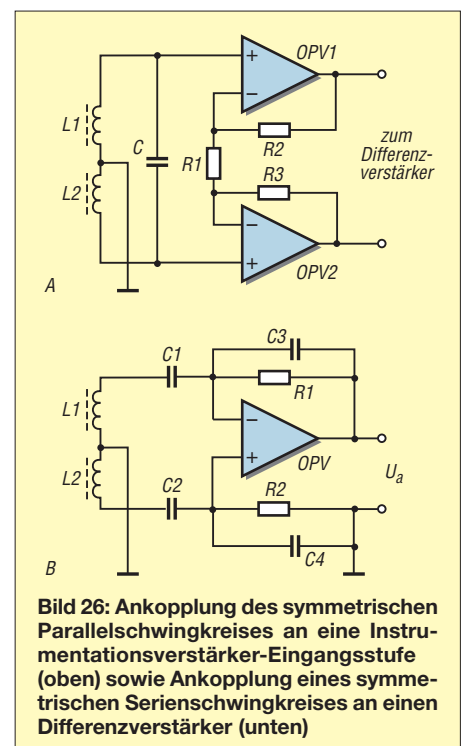 OPV1
+
−
L1
C
R2
zum
Differenz-
verstärker
R1
L2
R3
−
+
OPV2
A
C3
C1
R1
L1
−
+
OPV
U_a
L2
C2
R2
C4
B
Bild 26: Ankopplung des symmetrischen
Parallelschwingkreises an eine Instru-
mentationsverstärker-Eingangsstufe
(oben) sowie Ankopplung eines symme-
trischen Serienschwingkreises an einen
Differenzverstärker (unten)